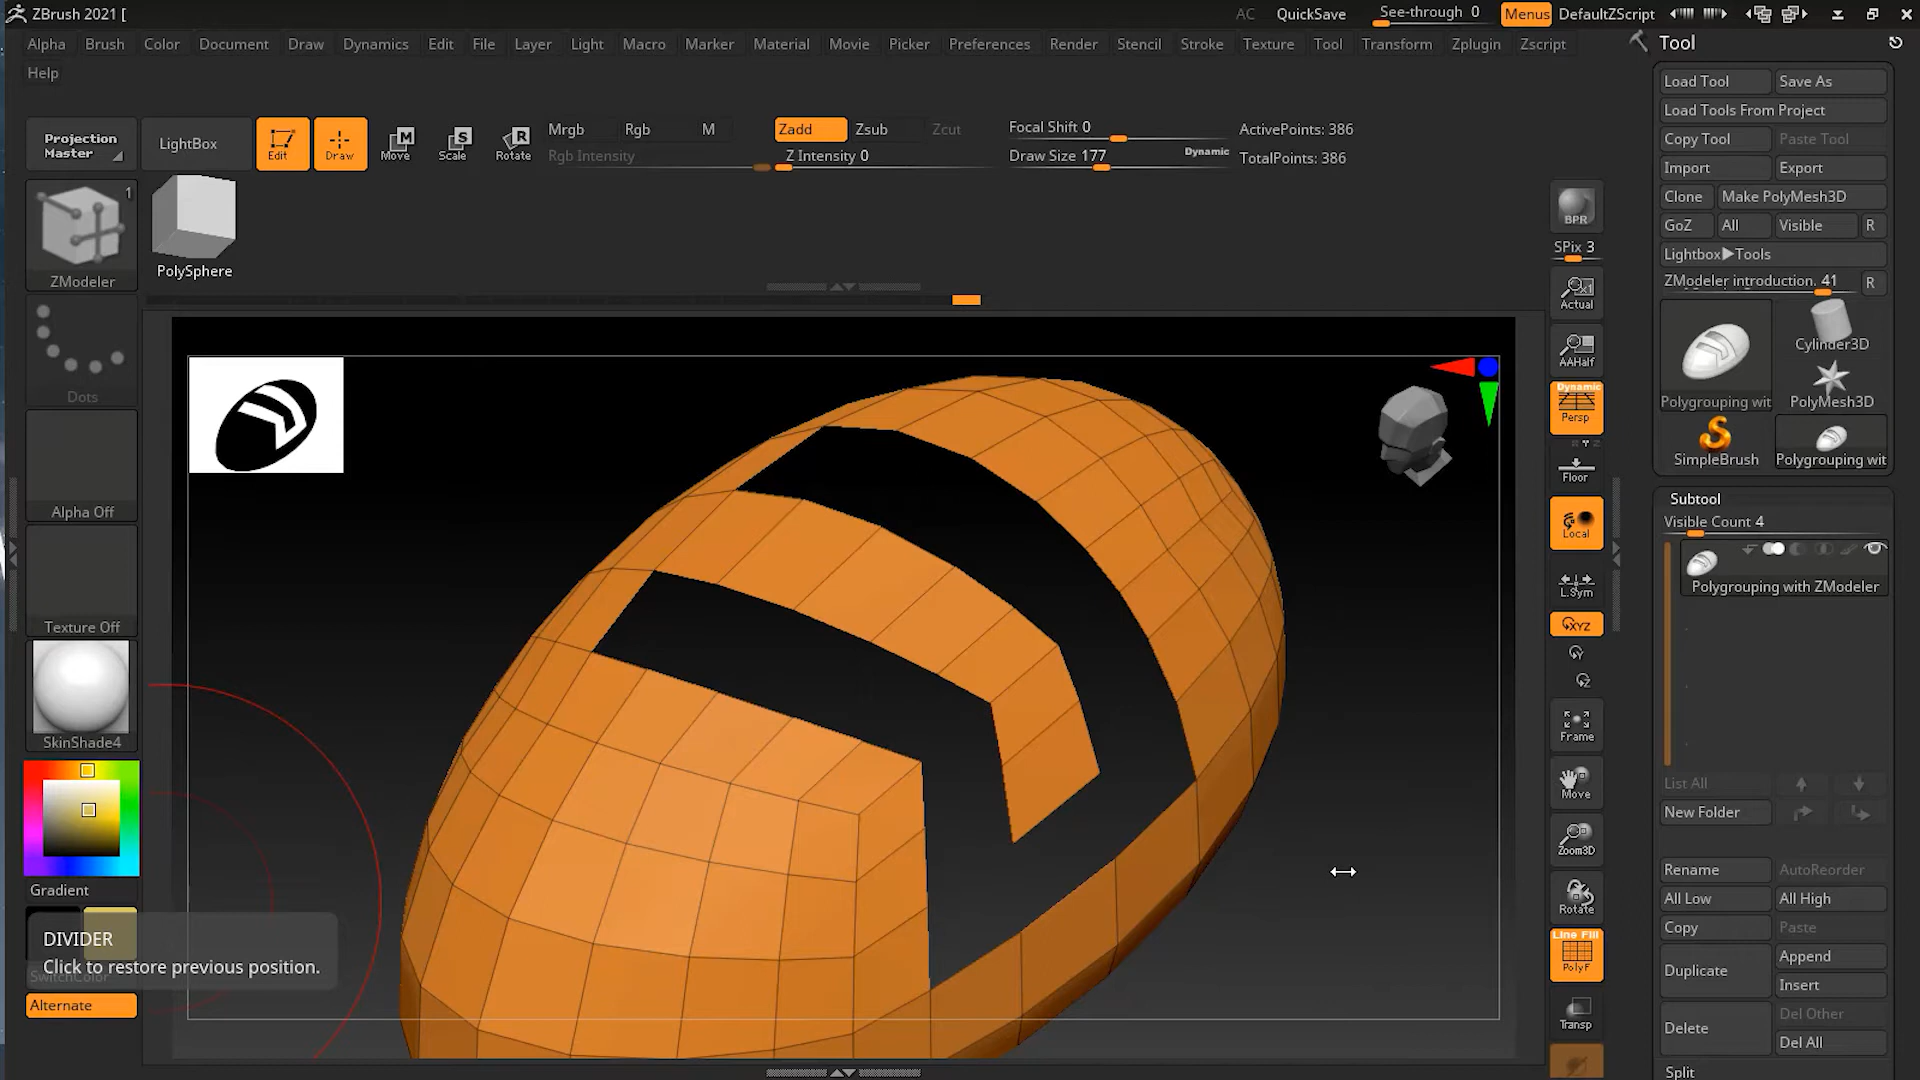 ZBrush 2021 [
AC
QuickSave
See-through 0
Menus
DefaultZScript
Alpha
Brush
Color
Document
Draw
Dynamics
Edit
File
Layer
Light
Macro
Marker
Material
Movie
Picker
Preferences
Render
Stencil
Stroke
Texture
Tool
Transform
Zplugin
Zscript
Help
Projection
Master
LightBox
Edit
Draw
M
Move
S
Scale
R
Rotate
Mrgb
Rgb
M
Rgb Intensity
Zadd
Zsub
Zcut
Z Intensity 0
Focal Shift 0
Draw Size 177
Dynamic
ActivePoints: 386
TotalPoints: 386
1
ZModeler
PolySphere
Dots
Alpha Off
Texture Off
SkinShade4
Gradient
DIVIDER
Click to restore previous position.
SwitchColor
Alternate
BPR
SPix 3
Actual
AAHalf
Dynamic
Persp
Floor
Local
L.Sym
XYZ
Y
Z
Frame
Move
Zoom3D
Rotate
Line Fill
PolyF
Transp
Tool
Load Tool
Save As
Load Tools From Project
Copy Tool
Paste Tool
Import
Export
Clone
Make PolyMesh3D
GoZ
All
Visible
R
Lightbox▶Tools
ZModeler introduction. 41
R
Polygrouping wit
Cylinder3D
PolyMesh3D
SimpleBrush
Polygrouping wit
Subtool
Visible Count 4
Polygrouping with ZModeler
List All
New Folder
Rename
AutoReorder
All Low
All High
Copy
Paste
Duplicate
Append
Insert
Delete
Del Other
Del All
Split